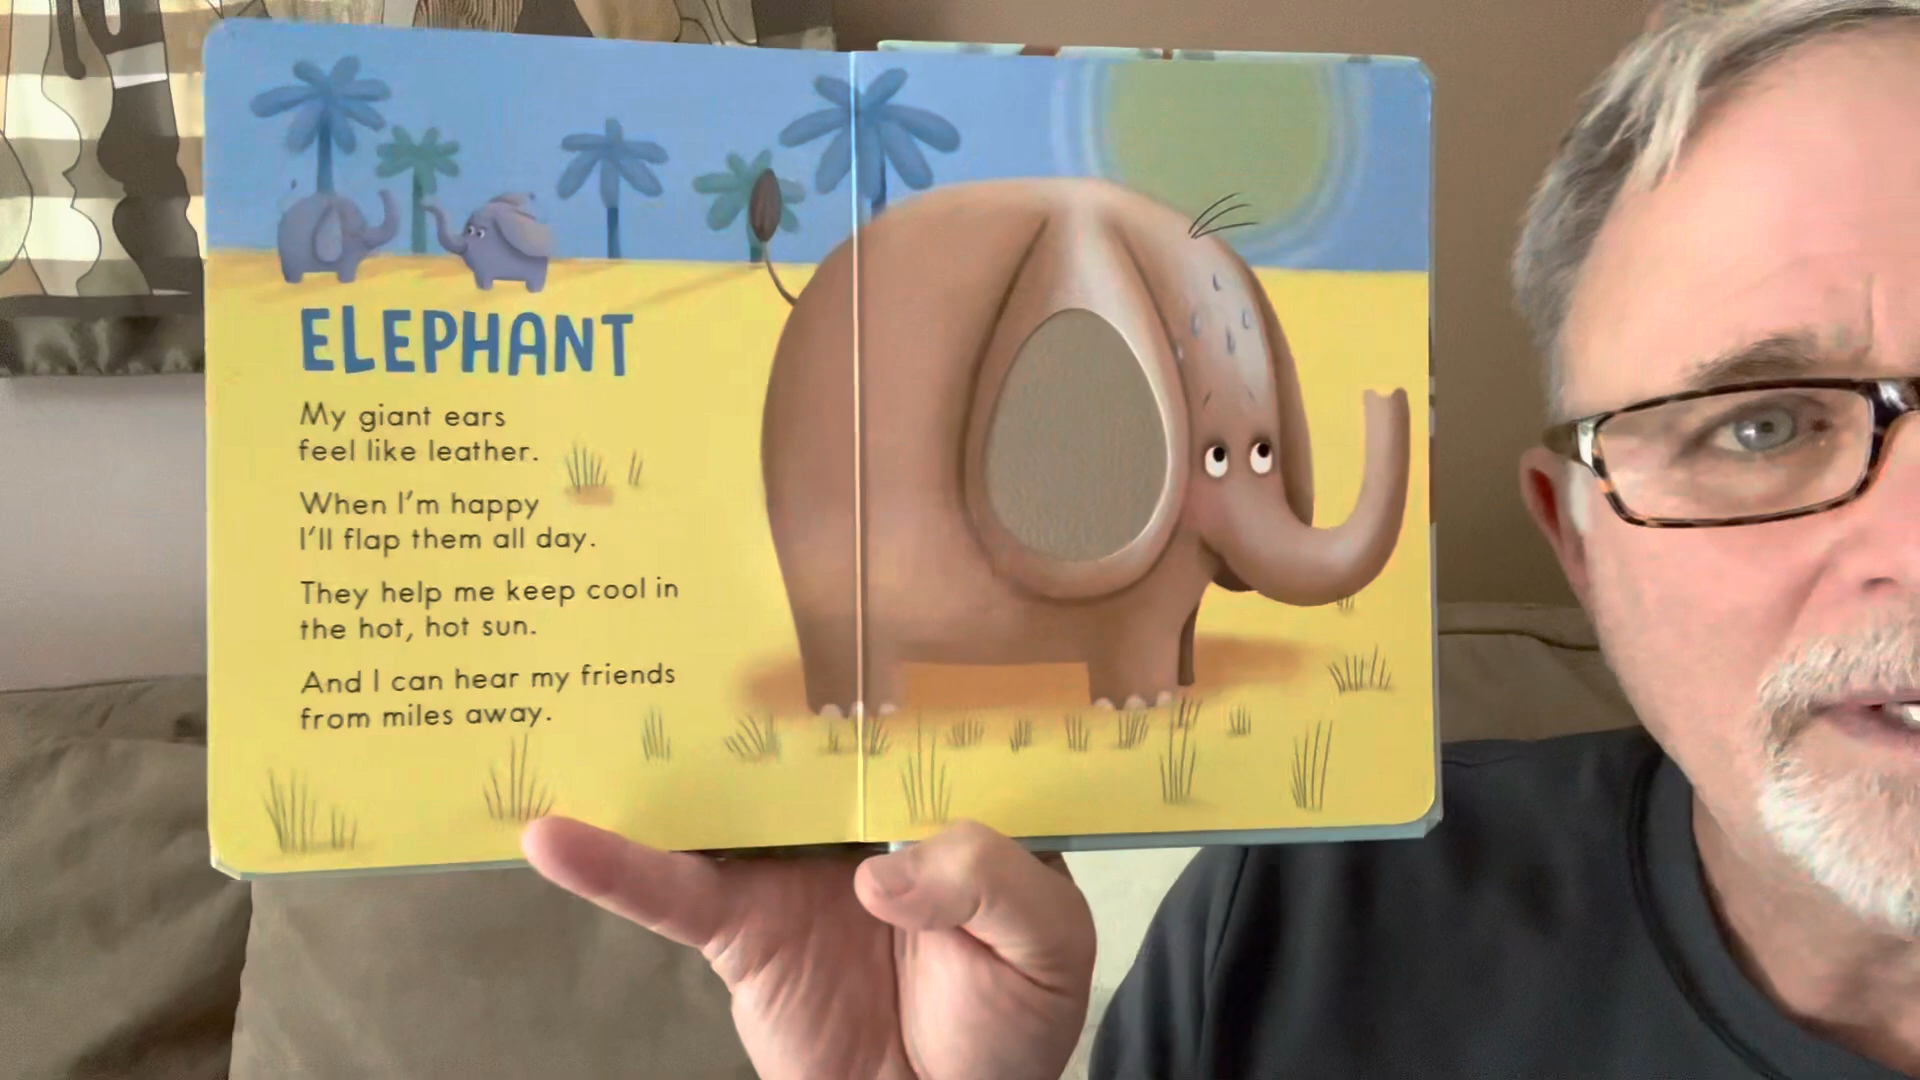 ELEPHANT
My giant ears
feel like leather.
When I'm happy
I'll flap them all day.
They help me keep cool in
the hot, hot sun.
And I can hear my friends
from miles away.